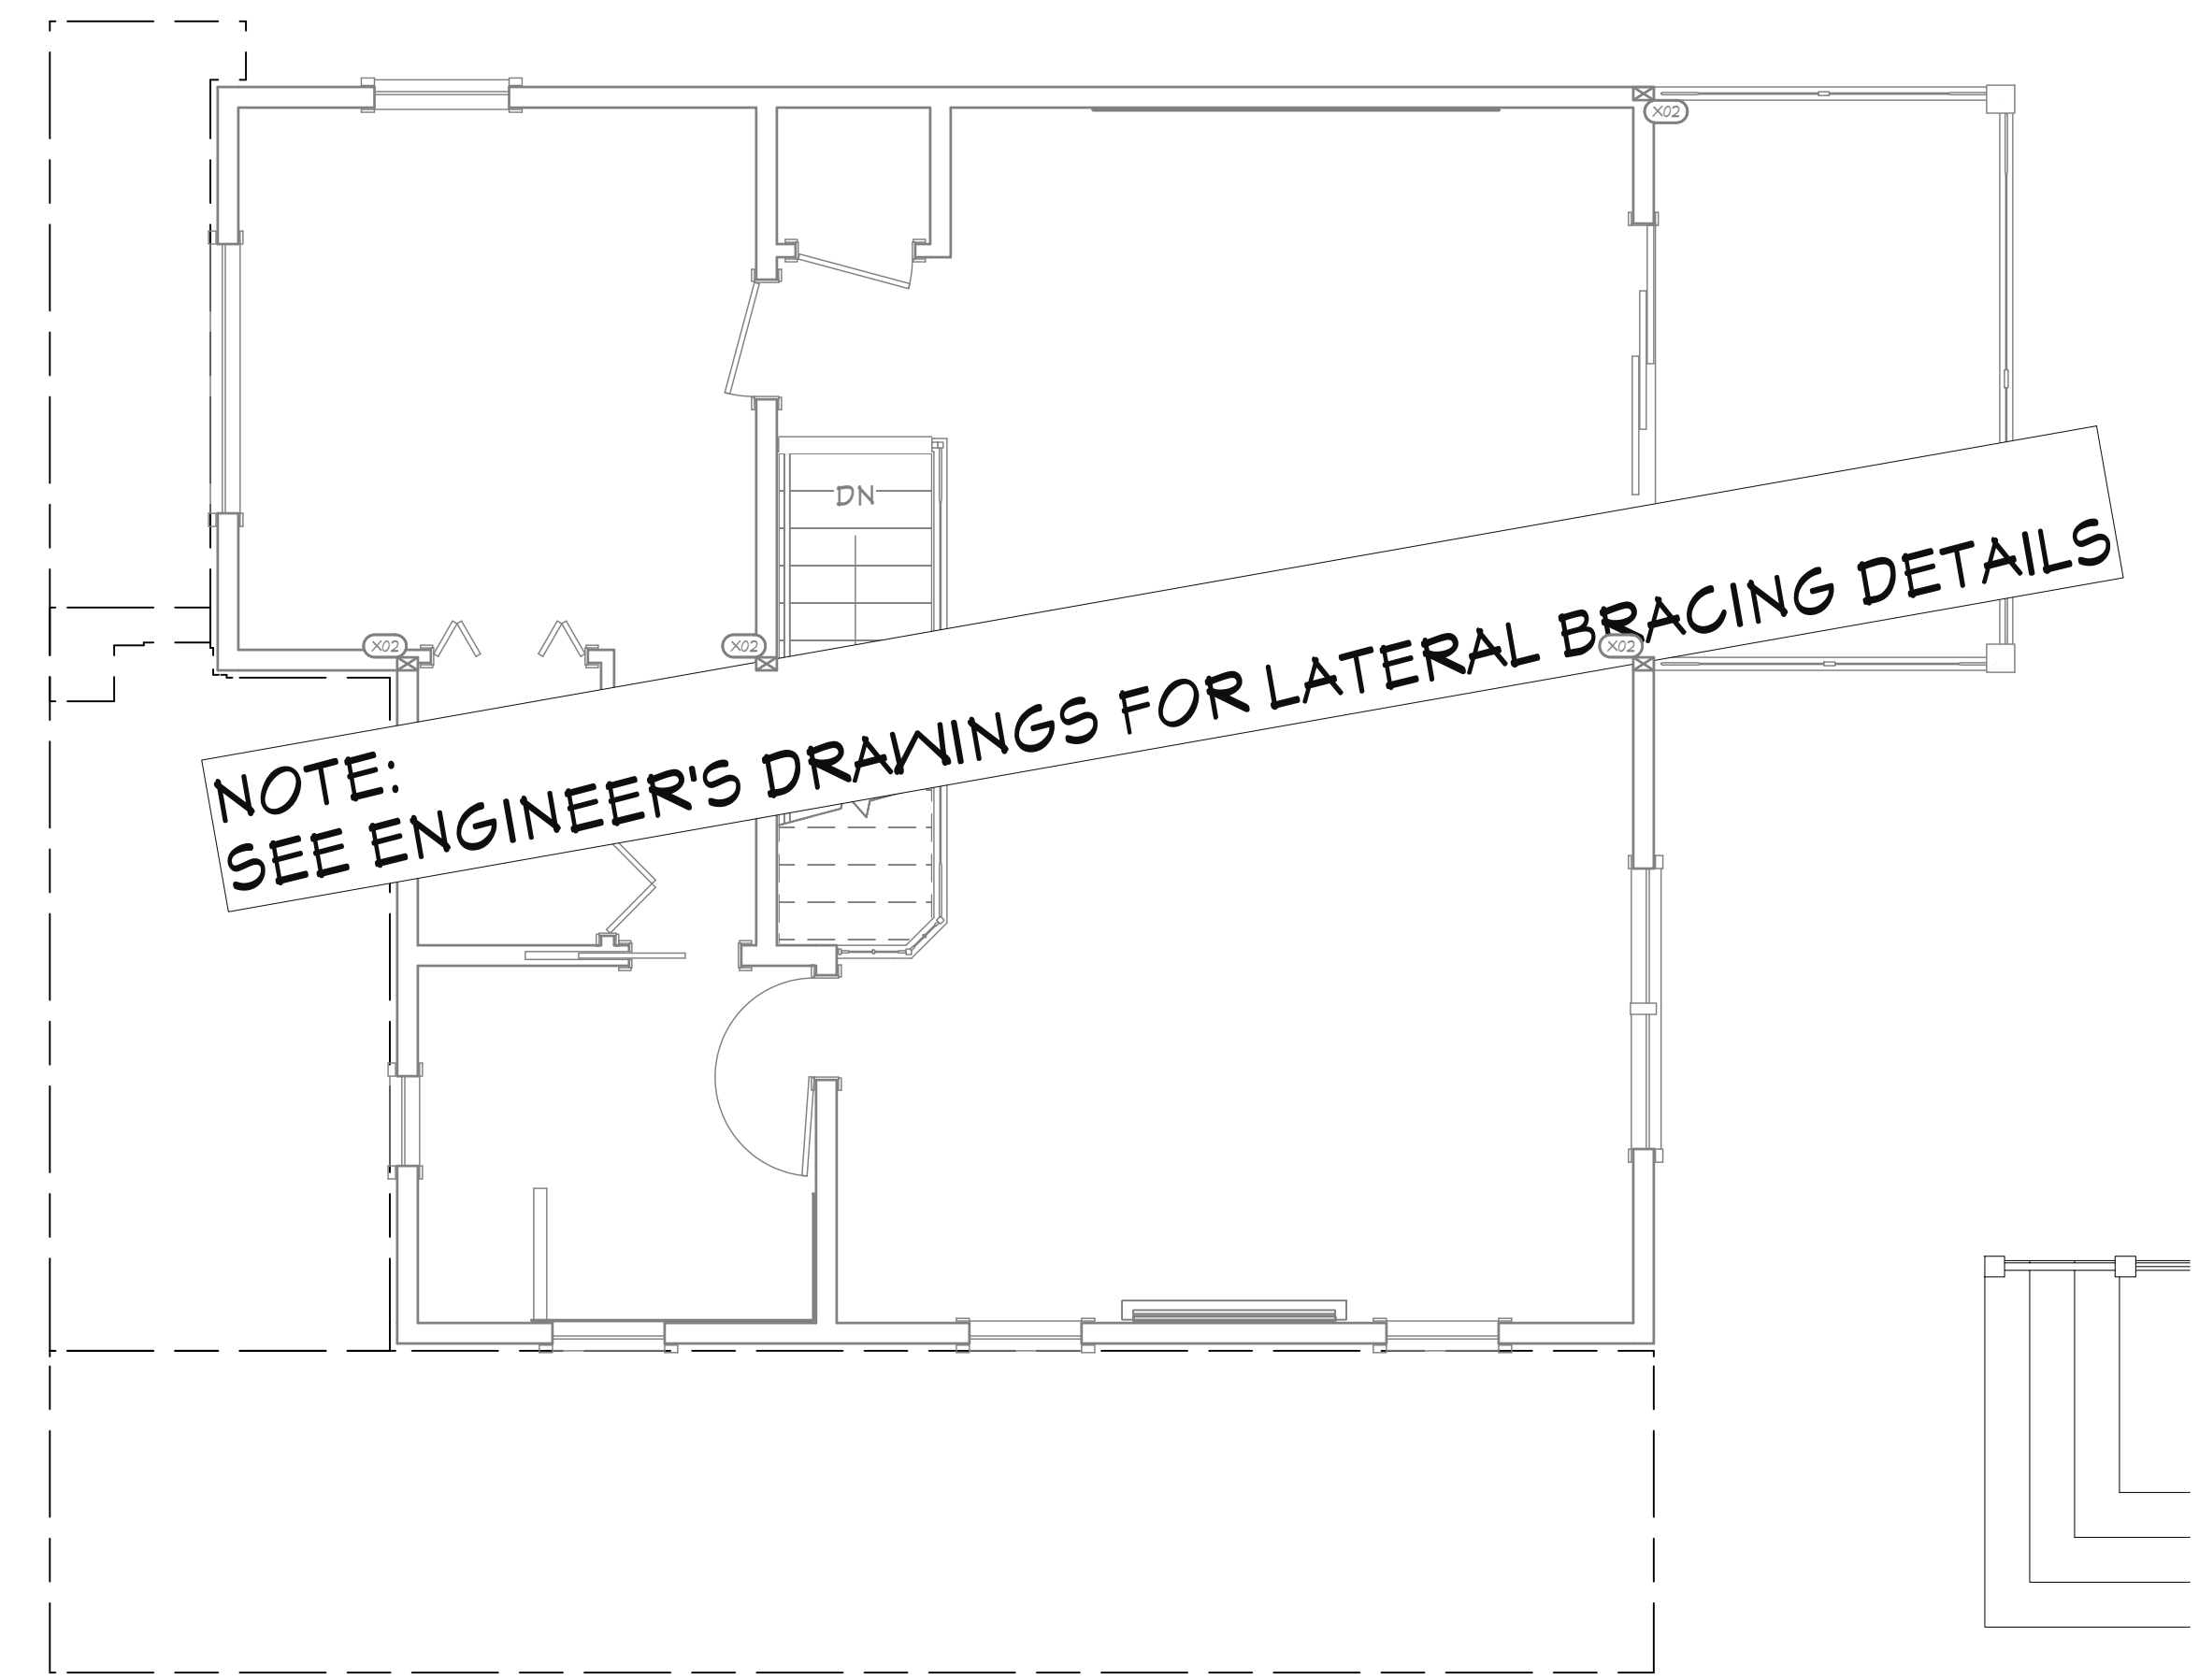 X02
DN
X02
X02
X02
NOTE:
SEE ENGINEER'S DRAWINGS FOR LATERAL BRACING DETAILS